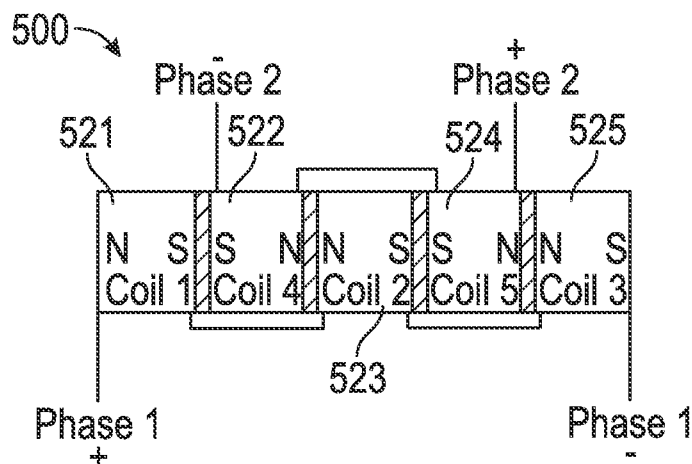 500
- +
Phase 2 Phase 2
521 522 524 525
N S S N N S S N N S
Coil 1 Coil 4 Coil 2 Coil 5 Coil 3
523
Phase 1 Phase 1
+ -